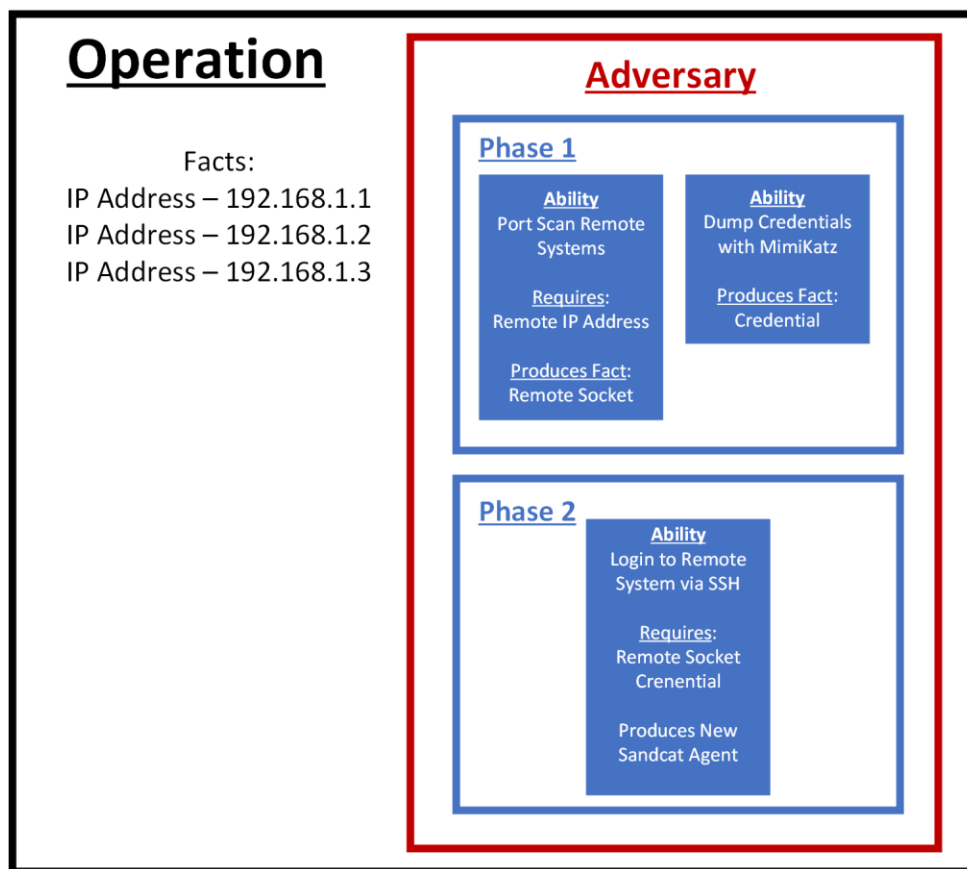 Operation
Facts:
IP Address – 192.168.1.1
IP Address – 192.168.1.2
IP Address – 192.168.1.3
Adversary
Phase 1
Ability
Port Scan Remote
Systems
Requires:
Remote IP Address
Produces Fact:
Remote Socket
Ability
Dump Credentials
with MimiKatz
Produces Fact:
Credential
Phase 2
Ability
Login to Remote
System via SSH
Requires:
Remote Socket
Crenential
Produces New
Sandcat Agent